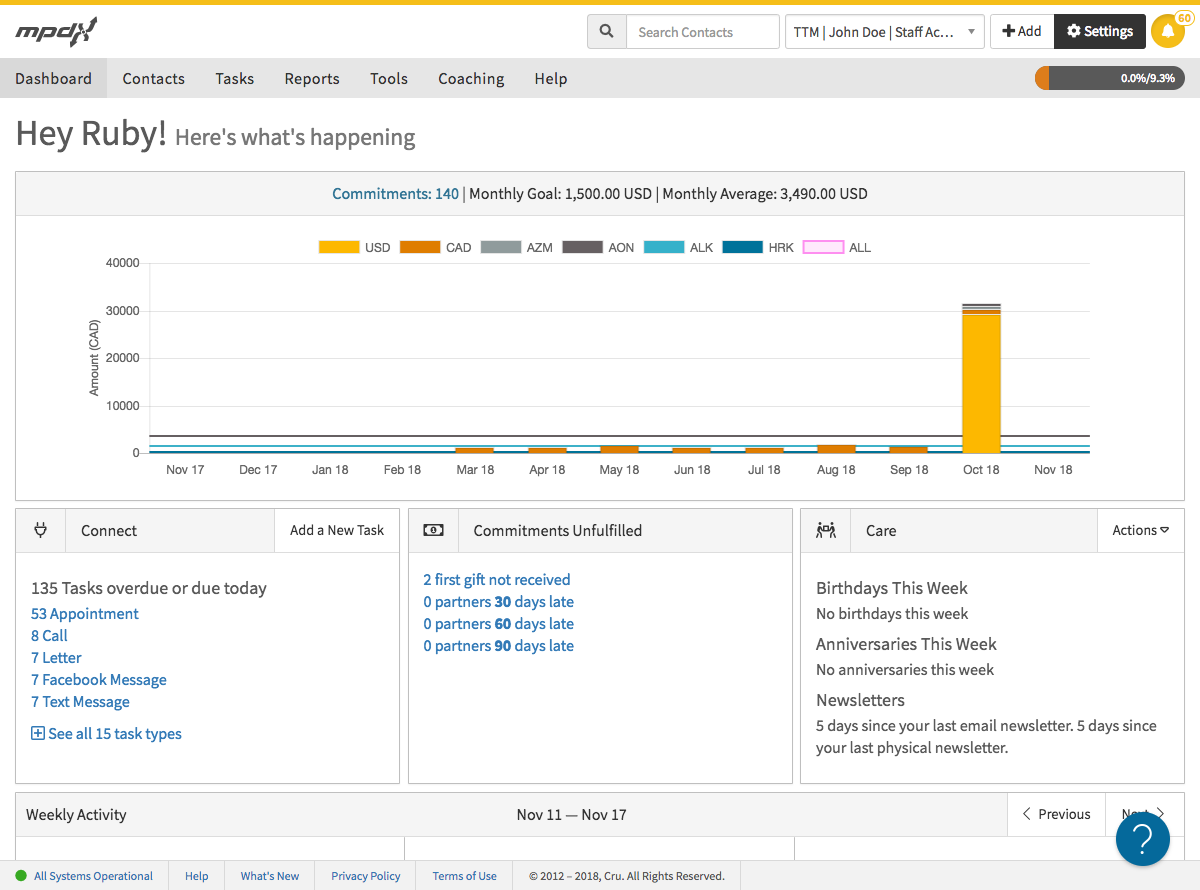 mpdx
Search Contacts
TTM | John Doe | Staff Ac...
Add
Settings
60
Dashboard
Contacts
Tasks
Reports
Tools
Coaching
Help
0.0%/9.3%
Hey Ruby! Here's what's happening
Commitments: 140 | Monthly Goal: 1,500.00 USD | Monthly Average: 3,490.00 USD
USD
CAD
AZM
AON
ALK
HRK
ALL
Amount (CAD)
40000
30000
20000
10000
0
Nov 17
Dec 17
Jan 18
Feb 18
Mar 18
Apr 18
May 18
Jun 18
Jul 18
Aug 18
Sep 18
Oct 18
Nov 18
Connect
Add a New Task
135 Tasks overdue or due today
53 Appointment
8 Call
7 Letter
7 Facebook Message
7 Text Message
See all 15 task types
Commitments Unfulfilled
2 first gift not received
0 partners 30 days late
0 partners 60 days late
0 partners 90 days late
Care
Actions
Birthdays This Week
No birthdays this week
Anniversaries This Week
No anniversaries this week
Newsletters
5 days since your last email newsletter. 5 days since
your last physical newsletter.
Weekly Activity
Nov 11 — Nov 17
Previous
?
All Systems Operational
Help
What's New
Privacy Policy
Terms of Use
© 2012 – 2018, Cru. All Rights Reserved.